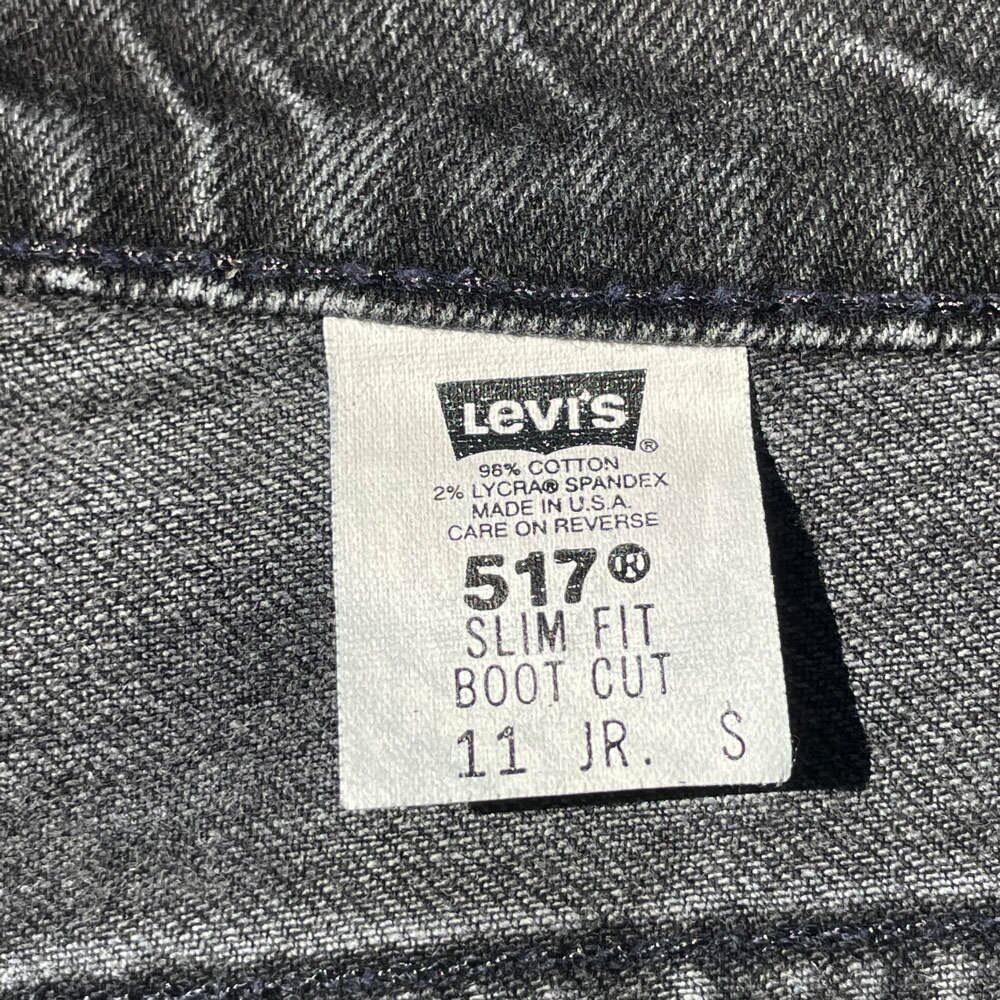 Levi's®
98% COTTON
2% LYCRA® SPANDEX
MADE IN U.S.A.
CARE ON REVERSE
517®
SLIM FIT
BOOT CUT
11 JR. S